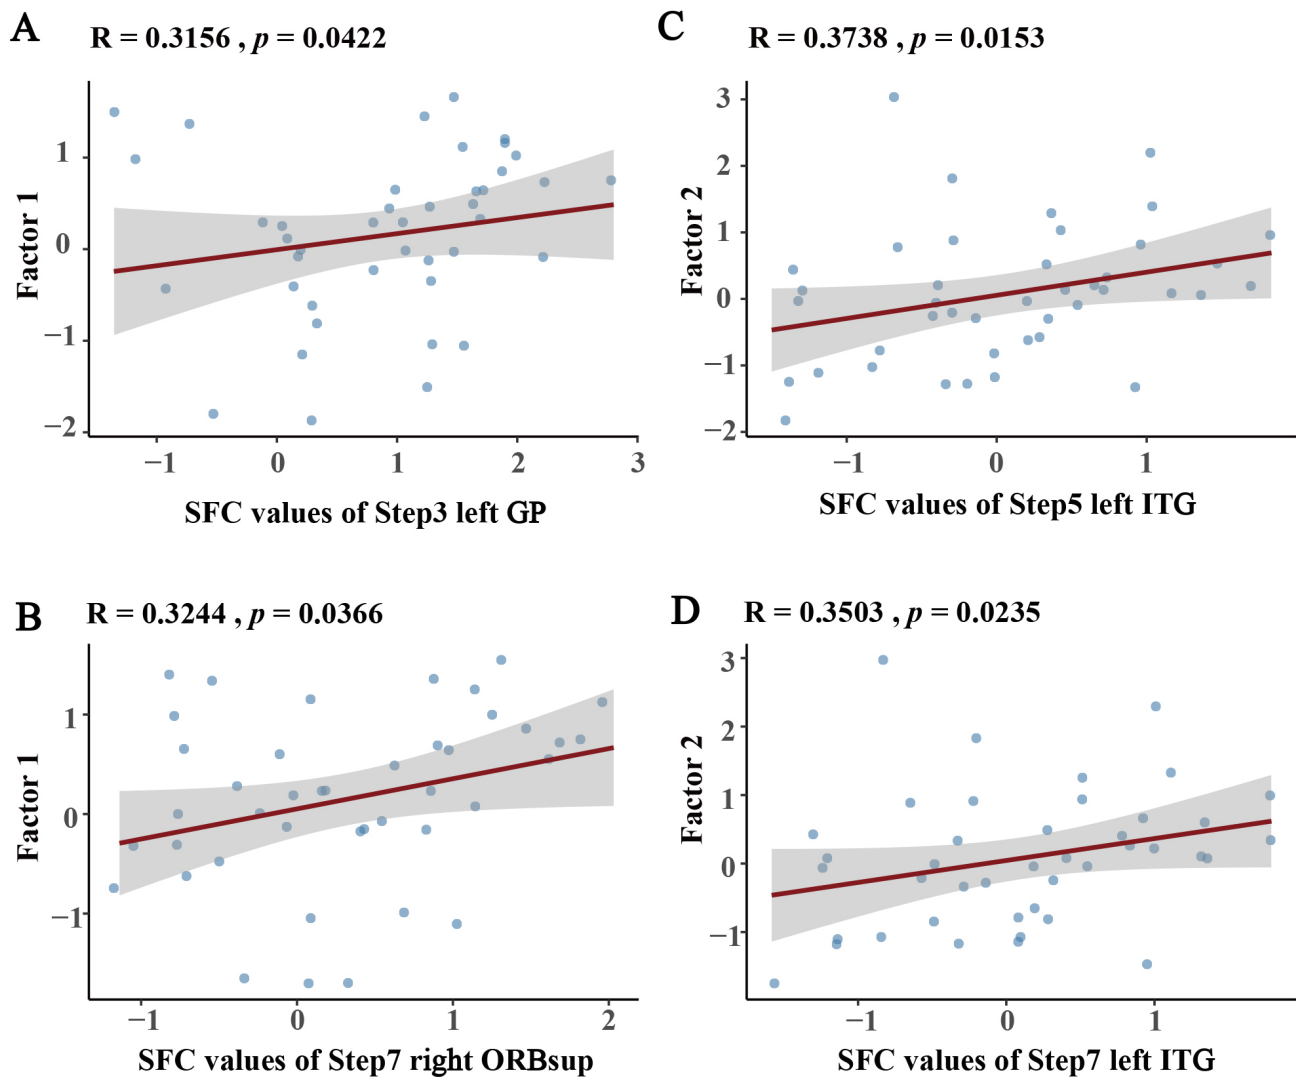 A
R = 0.3156 , p = 0.0422
Factor 1
1
0
−1
−2
−1 0 1 2 3
SFC values of Step3 left GP
C
R = 0.3738 , p = 0.0153
Factor 2
3
2
1
0
−1
−2
−1 0 1
SFC values of Step5 left ITG
B
R = 0.3244 , p = 0.0366
Factor 1
1
0
−1
−1 0 1 2
SFC values of Step7 right ORBsup
D
R = 0.3503 , p = 0.0235
Factor 2
3
2
1
0
−1
−1 0 1
SFC values of Step7 left ITG